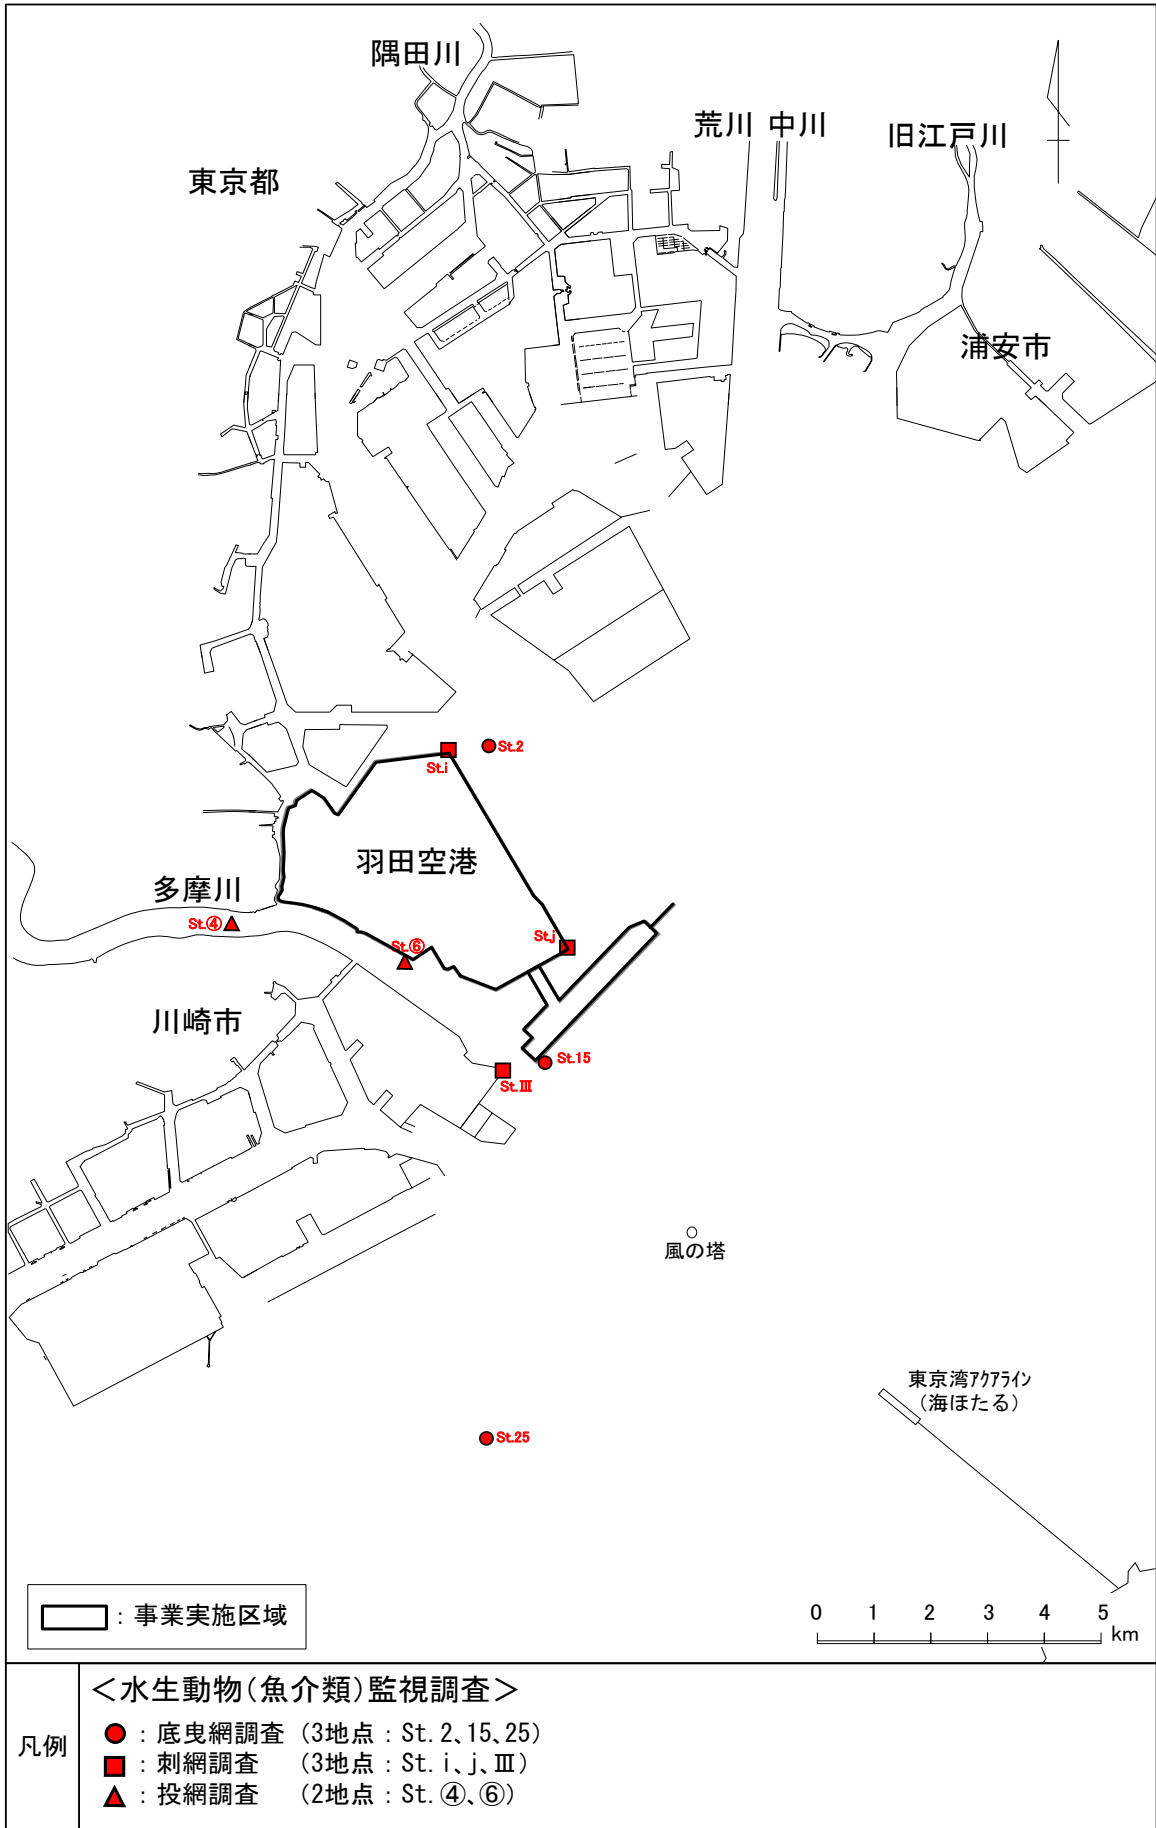 隅田川
荒川 中川
旧江戸川
東京都
浦安市
St.2
St.i
羽田空港
多摩川
St.④
St.j
St.⑥
川崎市
St.15
St.Ⅲ
風の塔
東京湾アクアライン
（海ほたる）
St.25
：事業実施区域
0 1 2 3 4 5
km
凡例
＜水生動物（魚介類）監視調査＞
：底曳網調査 （3地点：St.2、15、25）
：刺網調査 （3地点：St.i、j、Ⅲ）
：投網調査 （2地点：St.④、⑥）